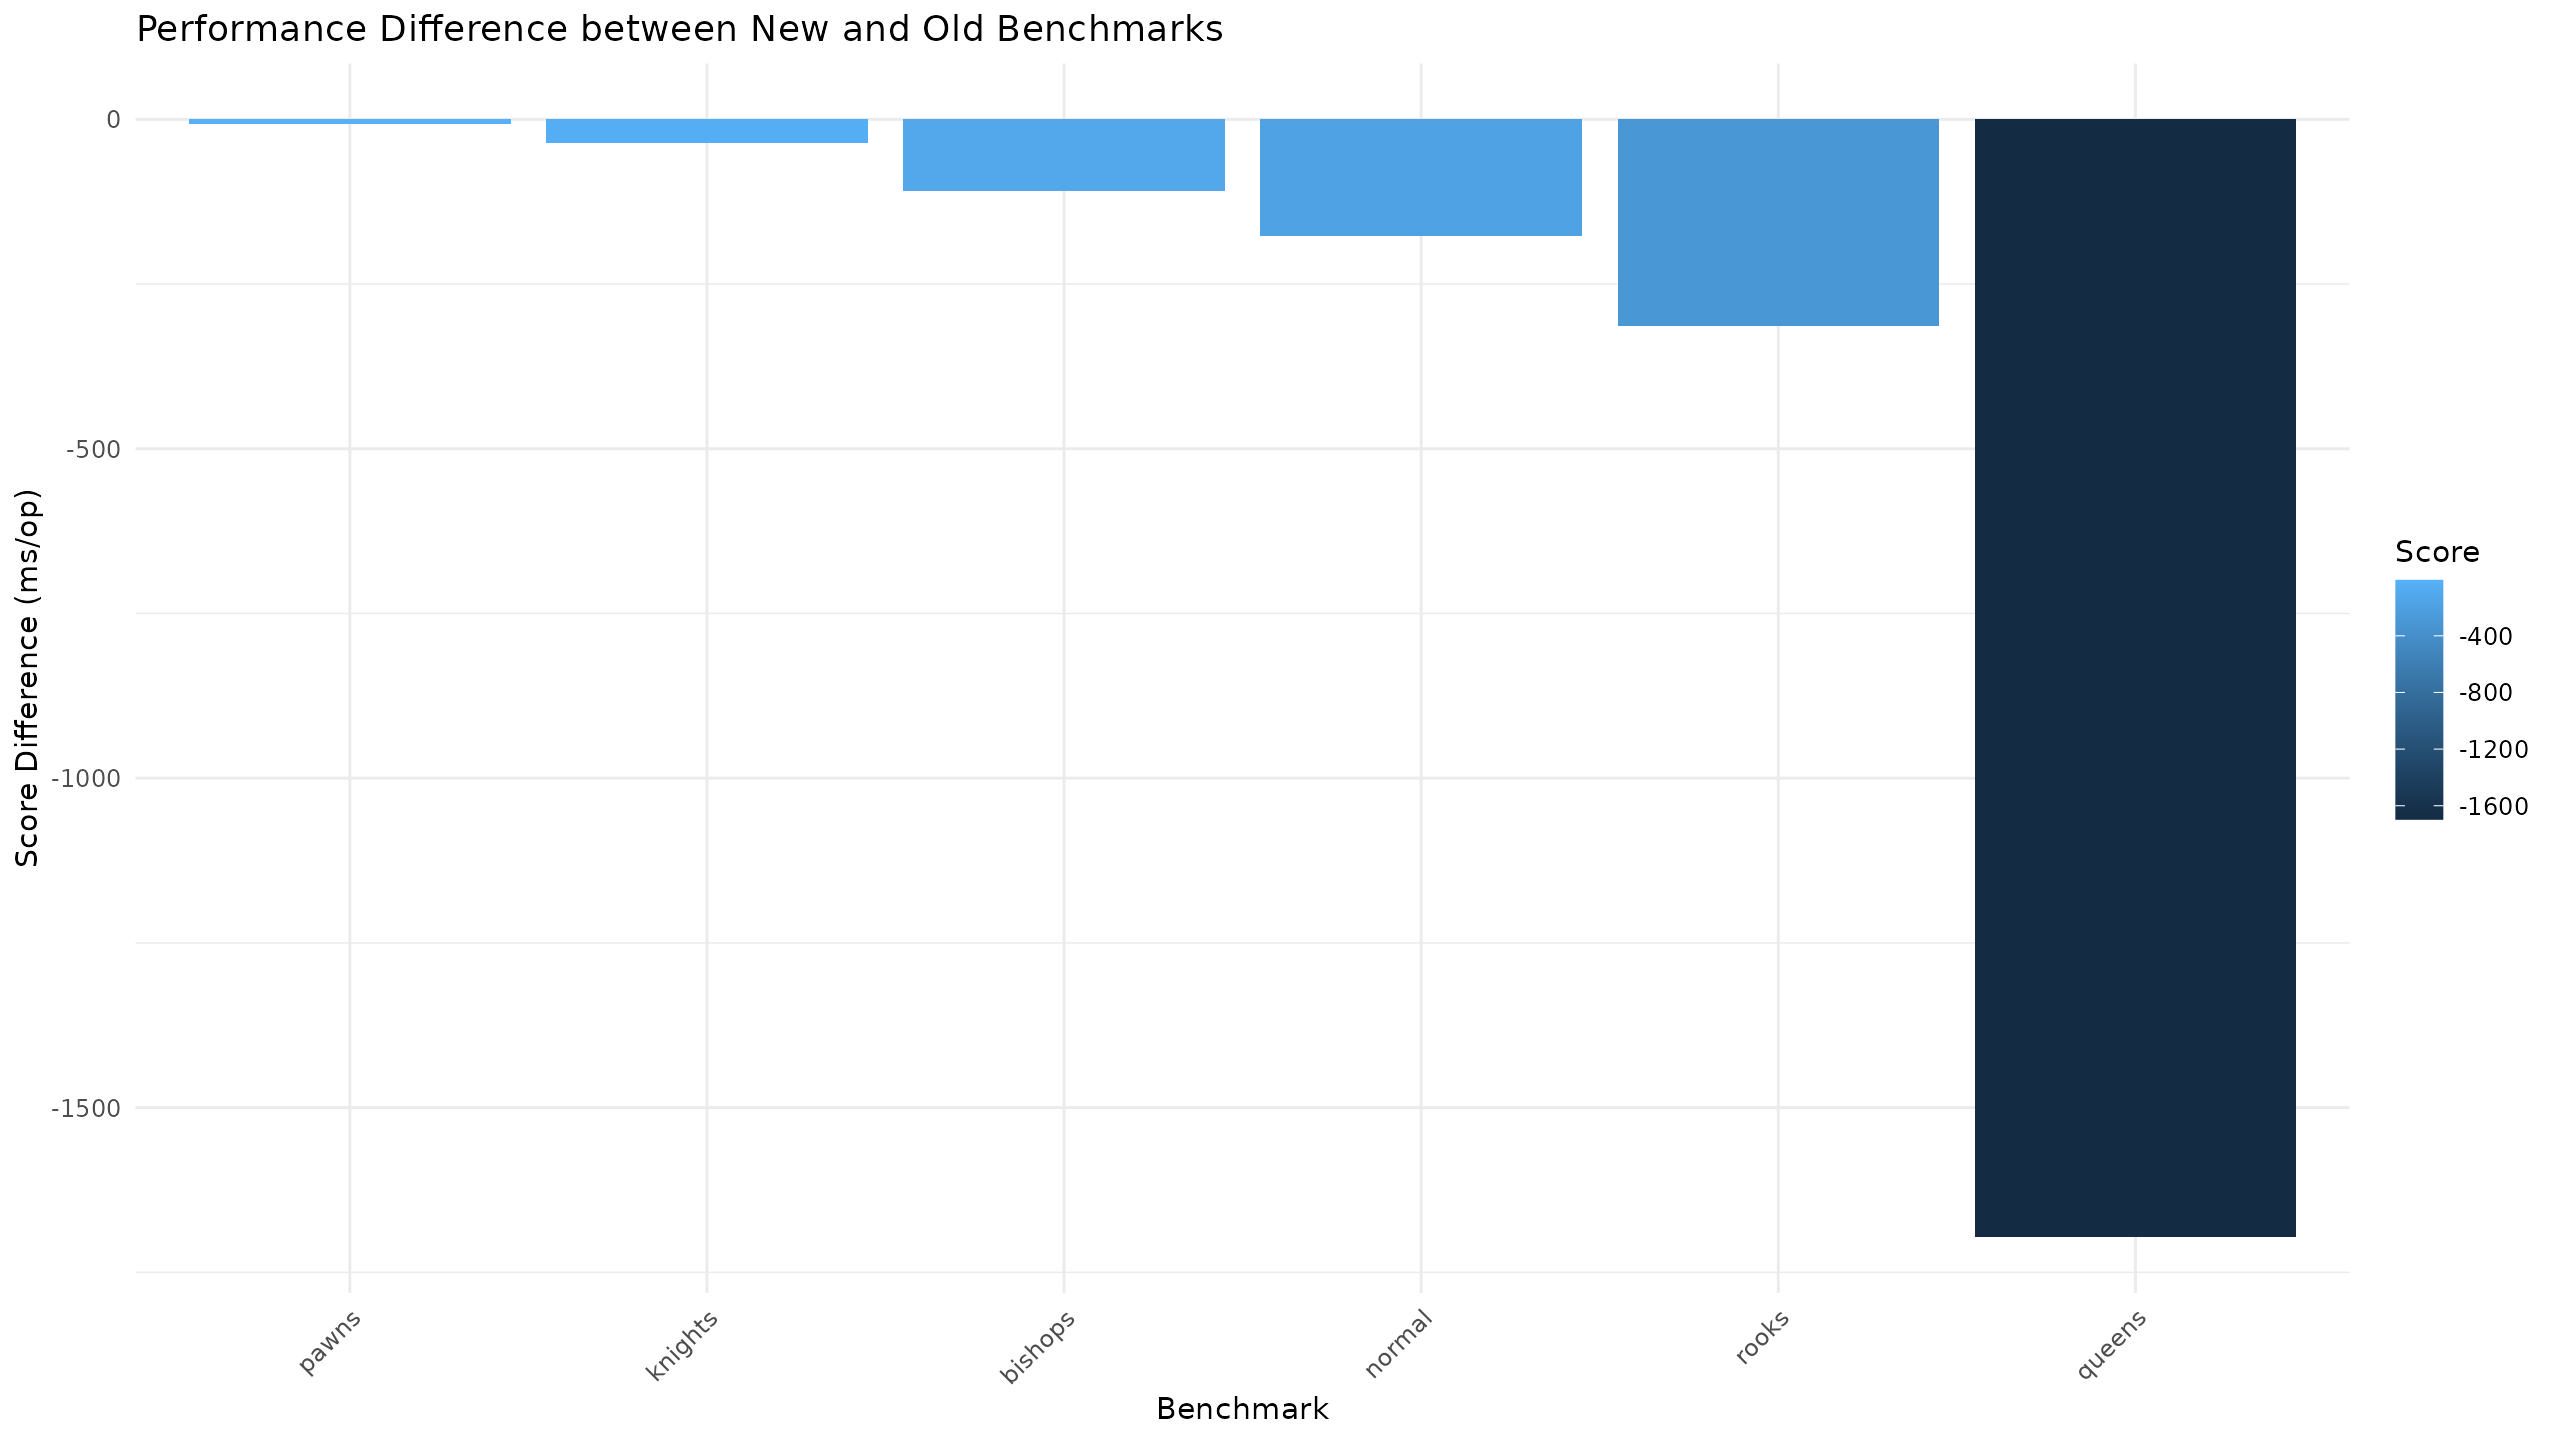 Performance Difference between New and Old Benchmarks
0
-500
-1000
-1500
Score Difference (ms/op)
pawns
knights
bishops
normal
rooks
queens
Benchmark
Score
-400
-800
-1200
-1600